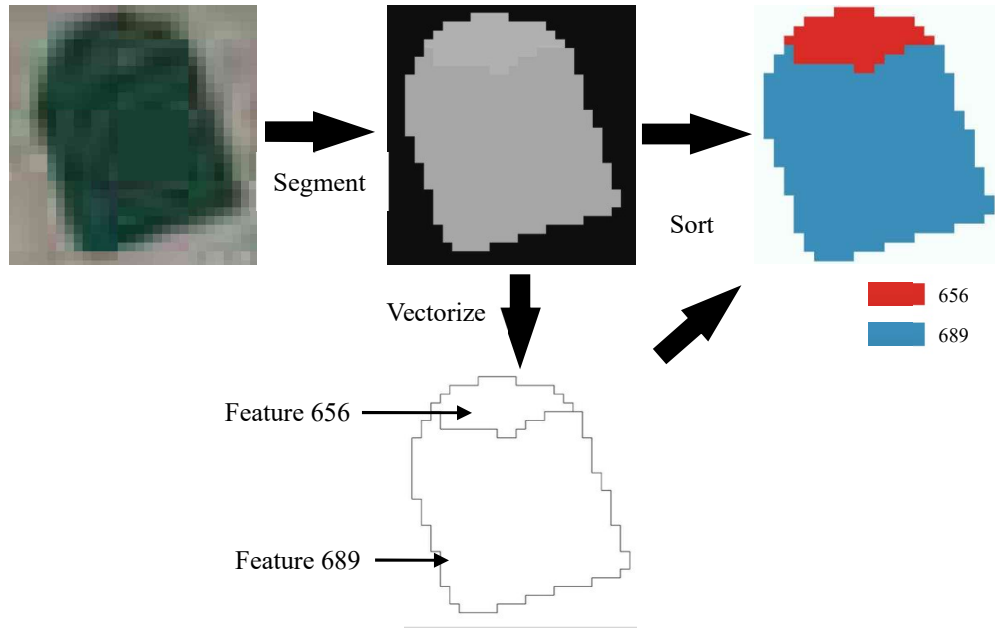 Segment
Sort
656
689
Vectorize
Feature 656
Feature 689